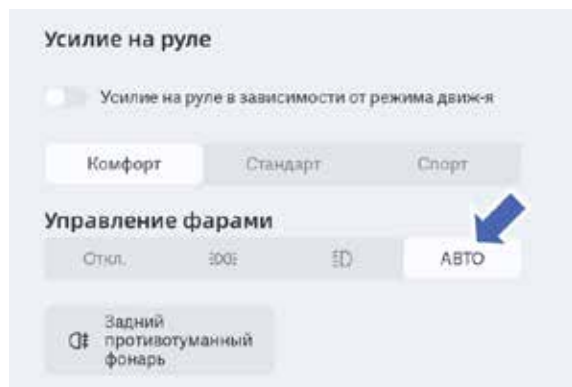 Усилие на руле
Усилие на руле в зависимости от режима движ-я
Комфорт Стандарт Спорт
Управление фарами
Откл. АВТО
Задний
противотуманный
фонарь